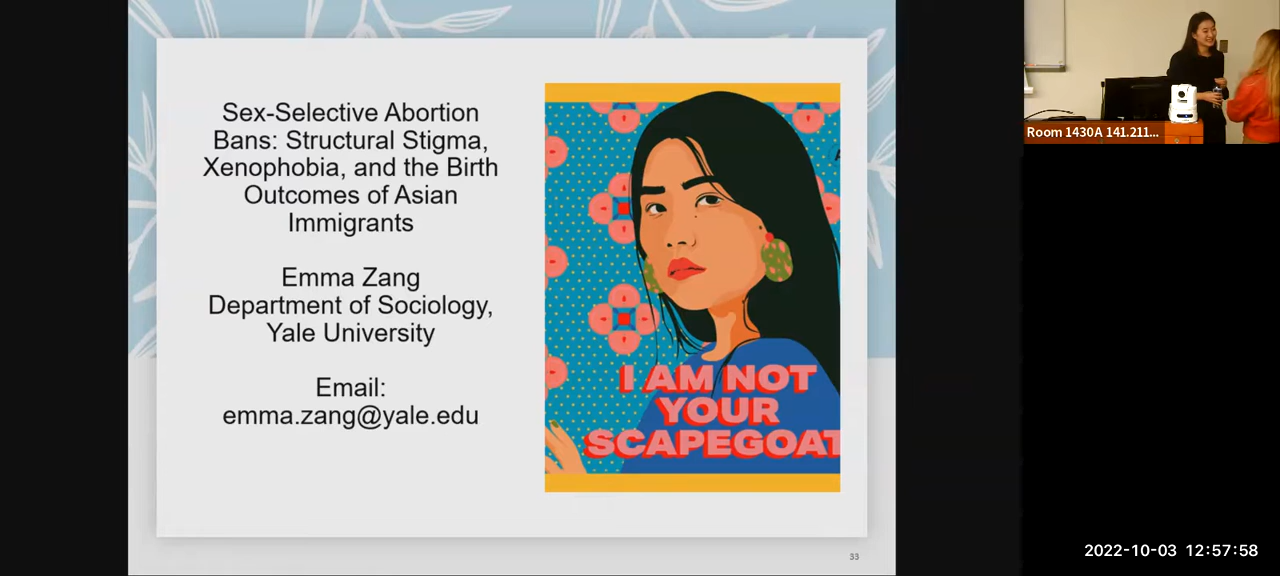 Sex-Selective Abortion
Bans: Structural Stigma,
Xenophobia, and the Birth
Outcomes of Asian
Immigrants
Emma Zang
Department of Sociology,
Yale University
Email:
emma.zang@yale.edu
I AM NOT
YOUR
SCAPEGOAT
33
Room 1430A 141.211...
2022-10-03 12:57:58